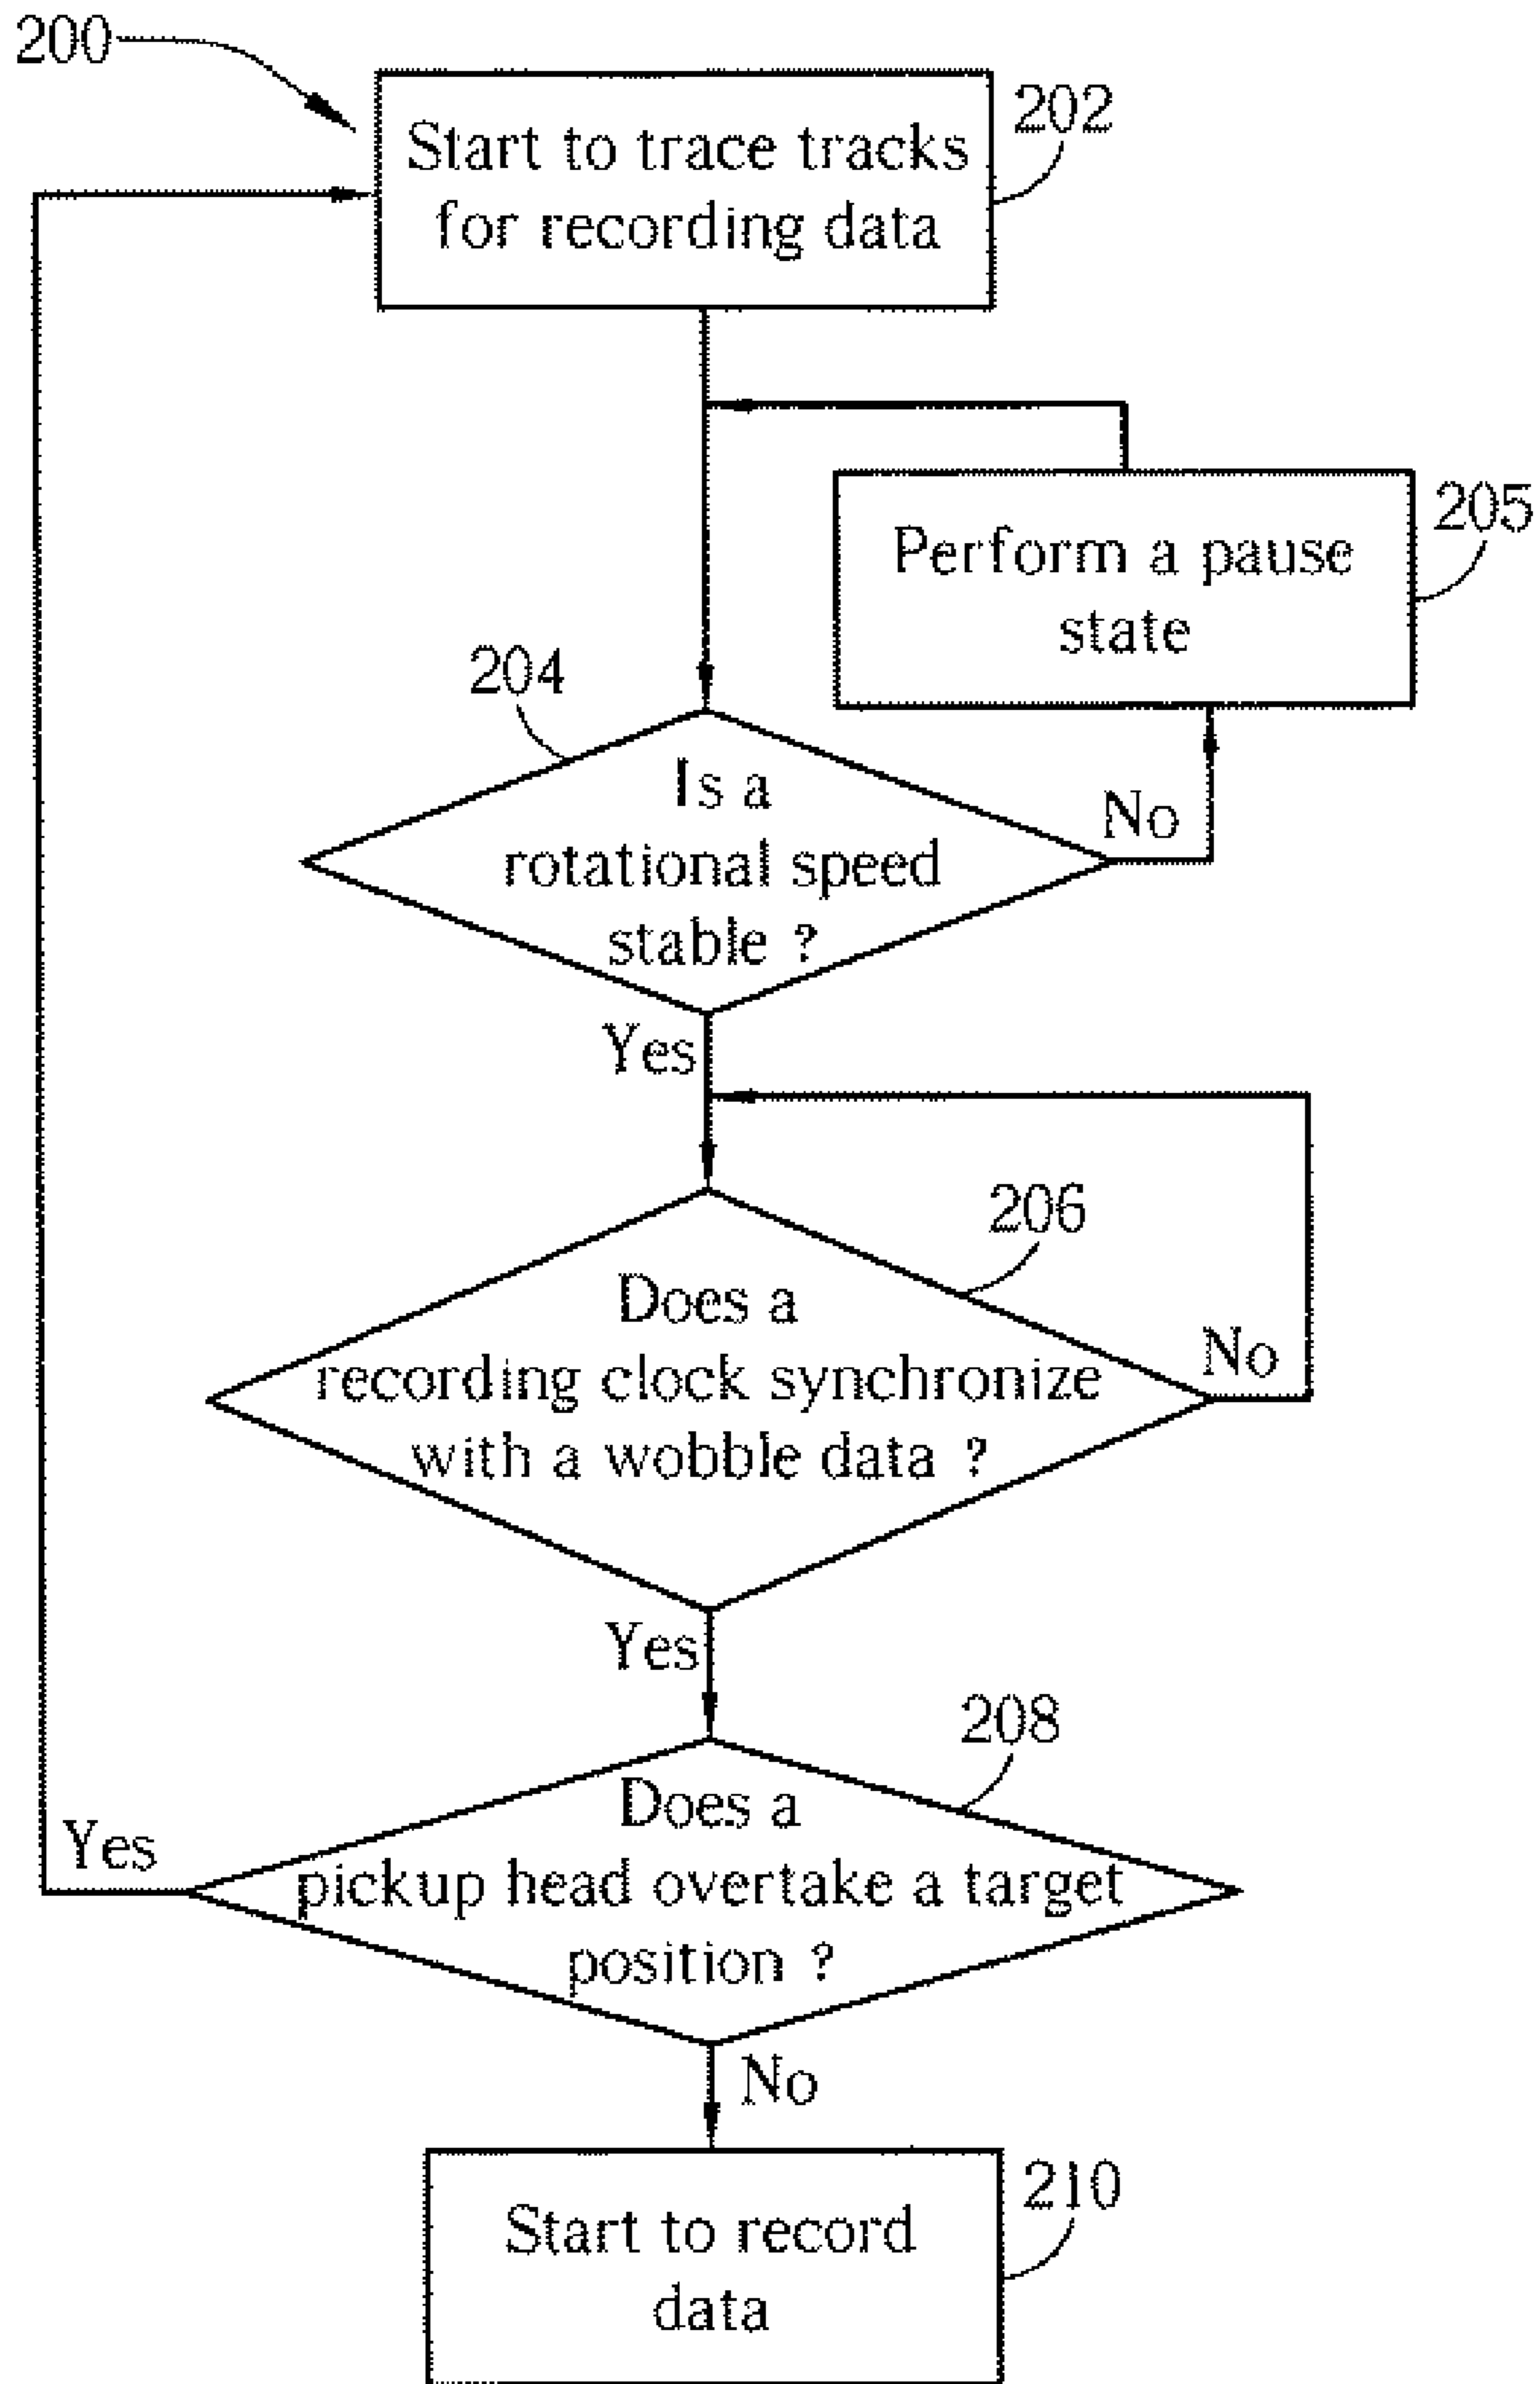 200
202
Start to trace tracks
for recording data
205
Perform a pause
state
204
Is a
rotational speed
stable ?
No
Yes
206
Does a
recording clock synchronize
with a wobble data ?
No
Yes
208
Does a
pickup head overtake a target
position ?
Yes
No
210
Start to record
data